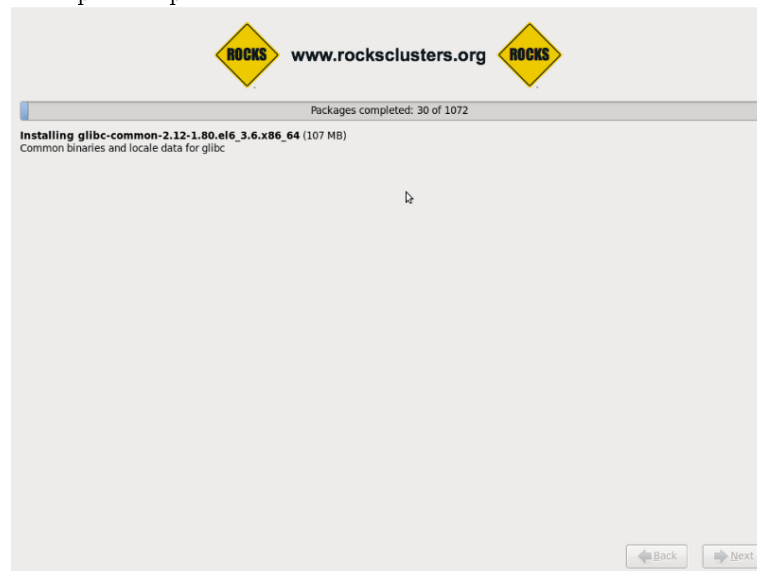 ROCKS www.rocksclusters.org ROCKS
Packages completed: 30 of 1072
Installing glibc-common-2.12-1.80.el6_3.6.x86_64 (107 MB)
Common binaries and locale data for glibc
Back Next